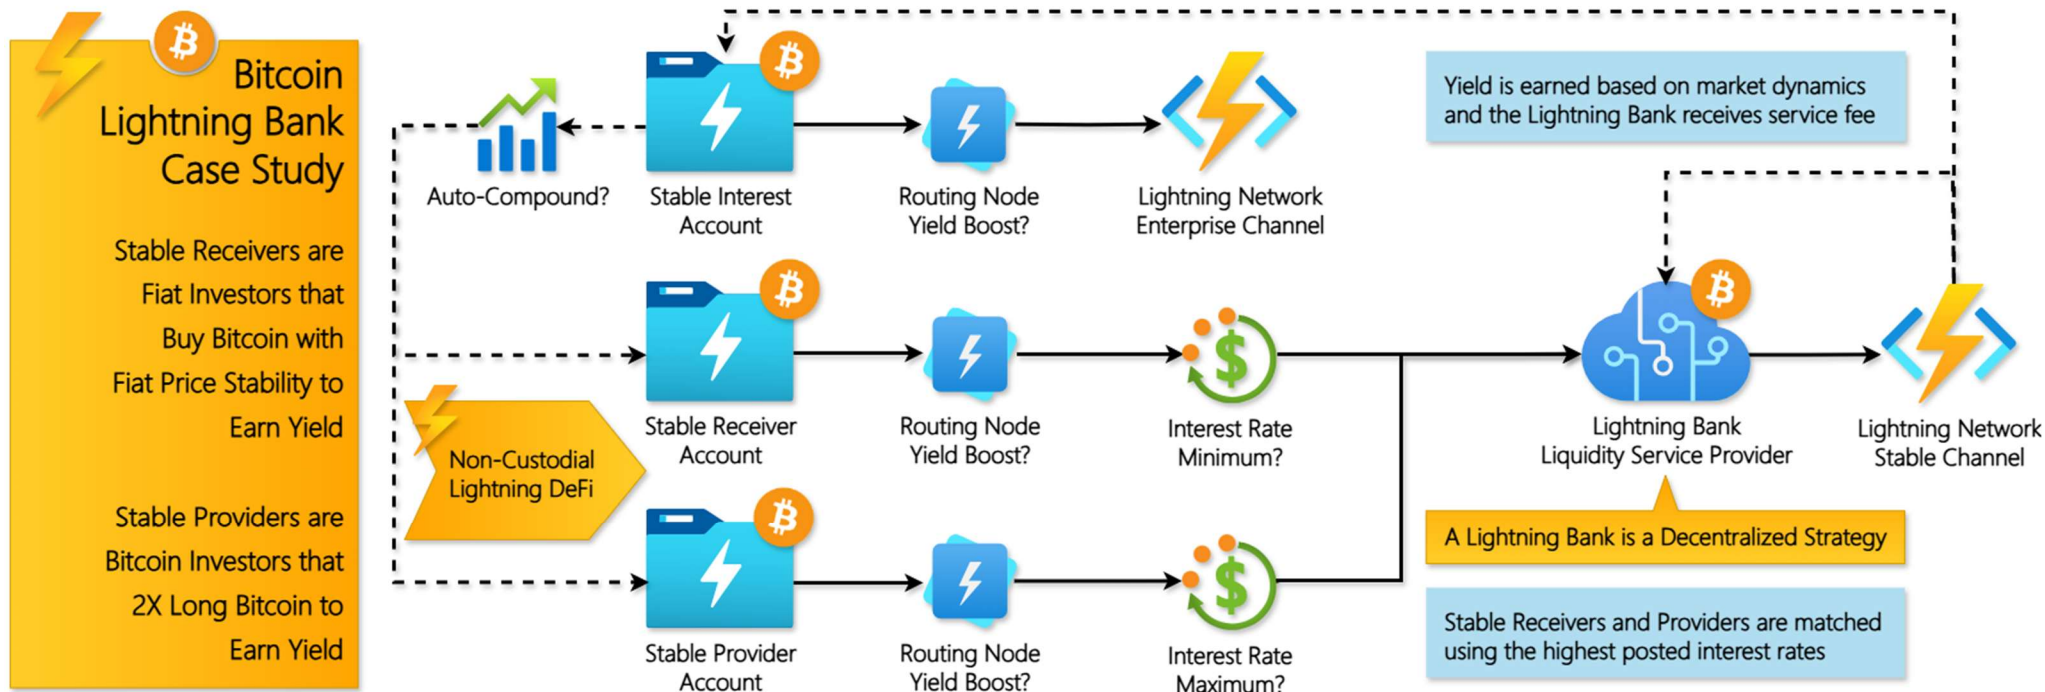 Bitcoin
Lightning Bank
Case Study
Stable Receivers are
Fiat Investors that
Buy Bitcoin with
Fiat Price Stability to
Earn Yield
Stable Providers are
Bitcoin Investors that
2X Long Bitcoin to
Earn Yield
Auto-Compound?
Stable Interest
Account
Routing Node
Yield Boost?
Lightning Network
Enterprise Channel
Yield is earned based on market dynamics
and the Lightning Bank receives service fee
Non-Custodial
Lightning DeFi
Stable Receiver
Account
Routing Node
Yield Boost?
Interest Rate
Minimum?
Lightning Bank
Liquidity Service Provider
Lightning Network
Stable Channel
A Lightning Bank is a Decentralized Strategy
Stable Provider
Account
Routing Node
Yield Boost?
Interest Rate
Maximum?
Stable Receivers and Providers are matched
using the highest posted interest rates